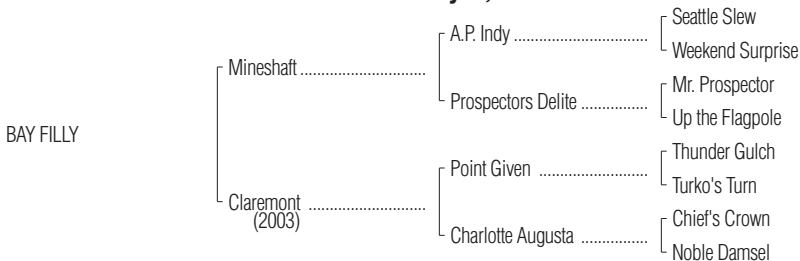 Seattle Slew
A.P. Indy ................................
Weekend Surprise
Mineshaft ..............................
Mr. Prospector
Prospectors Delite ................
Up the Flagpole
BAY FILLY
Thunder Gulch
Point Given ..........................
Turko's Turn
Claremont ............................
(2003)
Chief's Crown
Charlotte Augusta ................
Noble Damsel